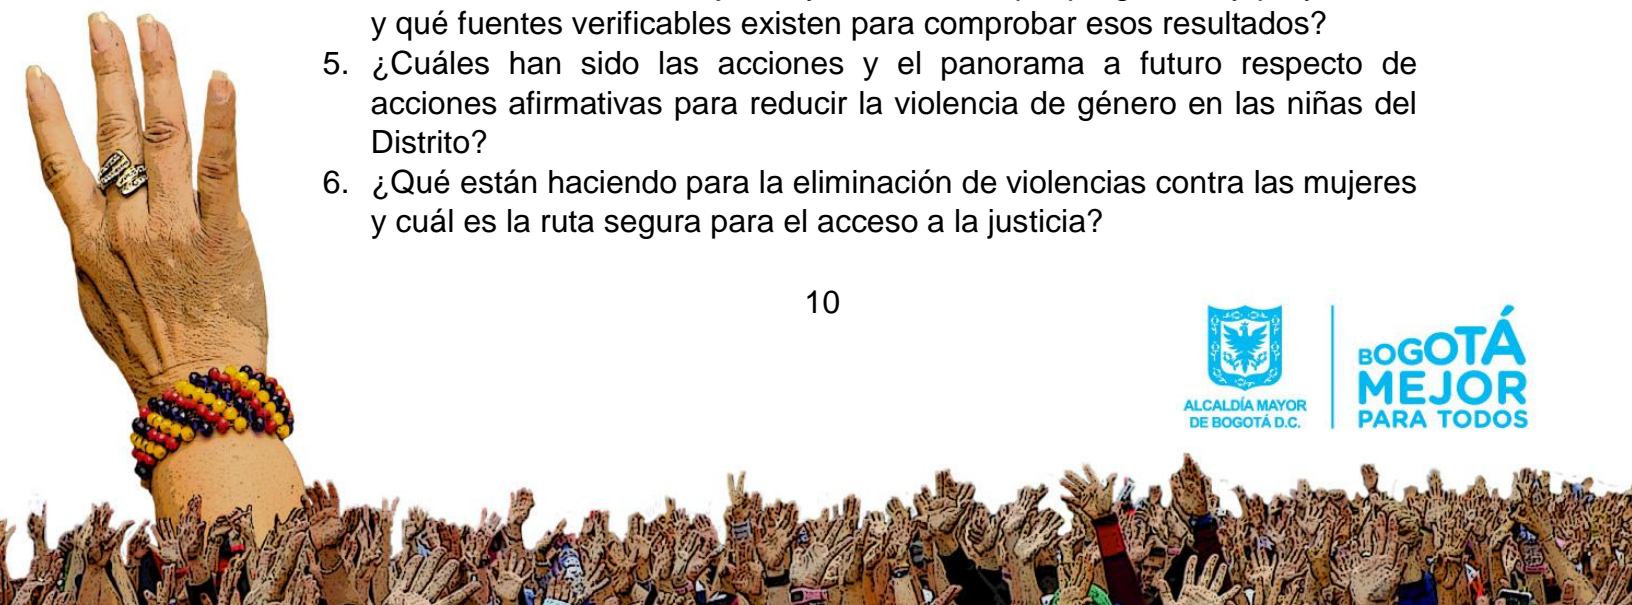 y qué fuentes verificables existen para comprobar esos resultados?
5. ¿Cuáles han sido las acciones y el panorama a futuro respecto de
acciones afirmativas para reducir la violencia de género en las niñas del
Distrito?
6. ¿Qué están haciendo para la eliminación de violencias contra las mujeres
y cuál es la ruta segura para el acceso a la justicia?
10
ALCALDÍA MAYOR
DE BOGOTÁ D.C.
BOGOTÁ
MEJOR
PARA TODOS